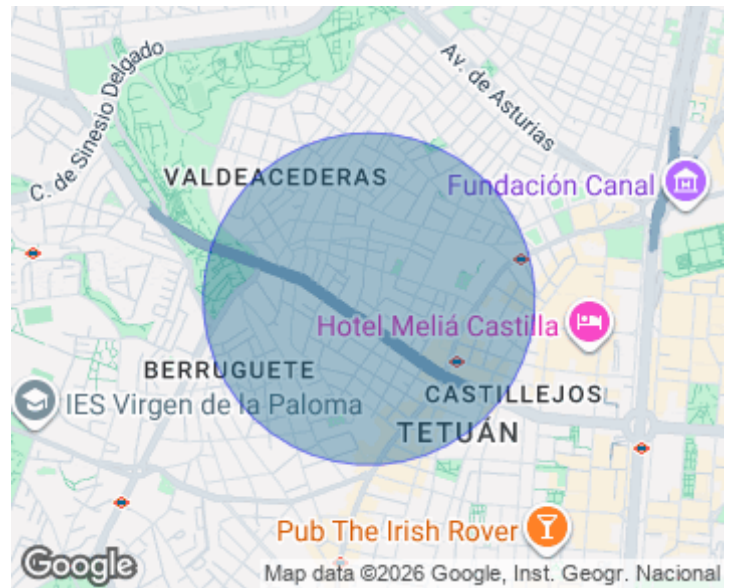 C. de Sinesio Delgado
Av. de Asturias
VALDEACEDERAS
Fundación Canal
Hotel Meliá Castilla
BERRUGUETE
CASTILLEJOS
IES Virgen de la Paloma
TETUÁN
Pub The Irish Rover
Google
Map data ©2026 Google, Inst. Geogr. Nacional